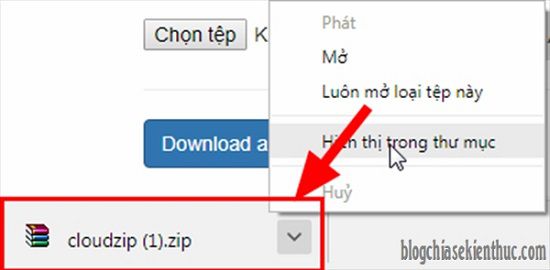 Phát
Chọn tệp K
Mở
Luôn mở loại tệp này
Download a
Hiển thị trong thư mục
Huỷ
cloudzip (1).zip
blogchiasekienthuc.com